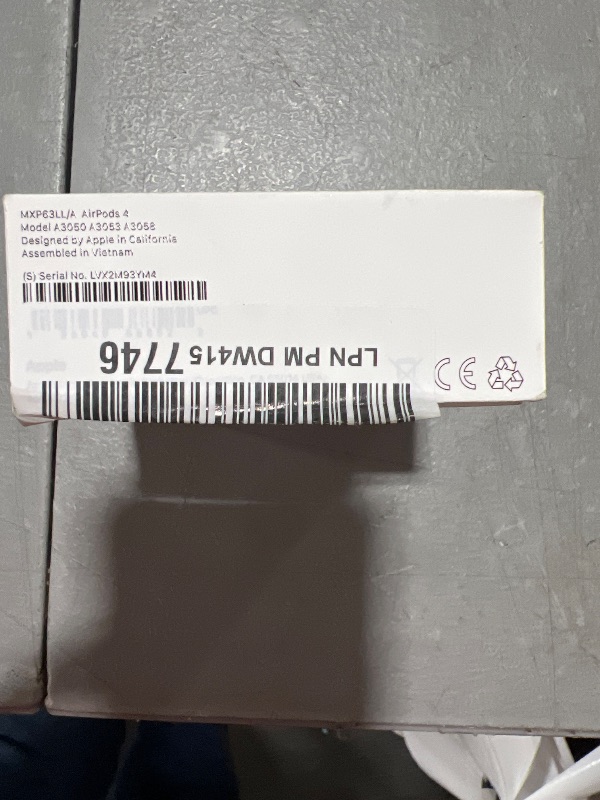 MXP63LL/A AirPods 4
Model A3050 A3053 A3058
Designed by Apple in California
Assembled in Vietnam
(S) Serial No. LVX2M93YM4
LPN PM DW415 7746
CE